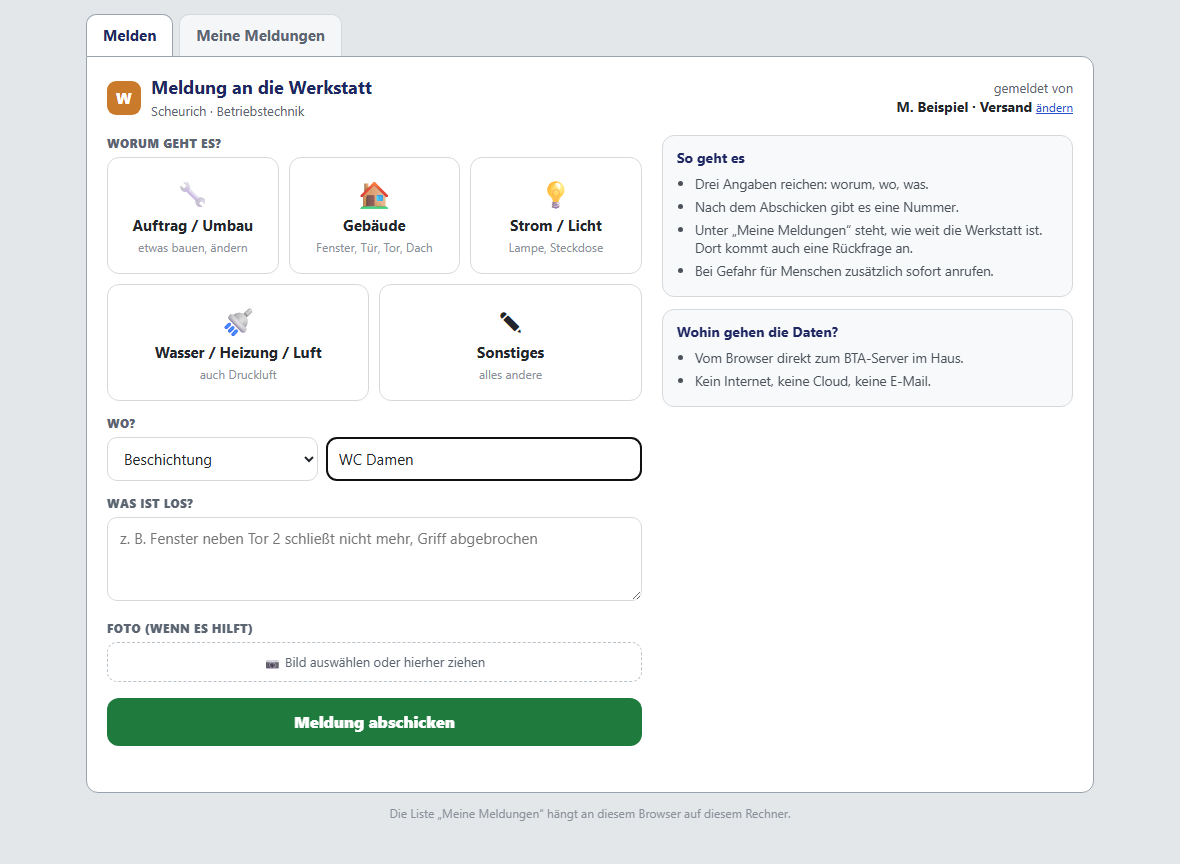 Melden
Meine Meldungen
W
Meldung an die Werkstatt
Scheurich · Betriebstechnik
gemeldet von
M. Beispiel · Versand ändern
WORUM GEHT ES?
Auftrag / Umbau
etwas bauen, ändern
Gebäude
Fenster, Tür, Tor, Dach
Strom / Licht
Lampe, Steckdose
Wasser / Heizung / Luft
auch Druckluft
Sonstiges
alles andere
WO?
Beschichtung
WC Damen
WAS IST LOS?
z. B. Fenster neben Tor 2 schließt nicht mehr, Griff abgebrochen
FOTO (WENN ES HILFT)
Bild auswählen oder hierher ziehen
Meldung abschicken
So geht es
Drei Angaben reichen: worum, wo, was.
Nach dem Abschicken gibt es eine Nummer.
Unter „Meine Meldungen“ steht, wie weit die Werkstatt ist.
Dort kommt auch eine Rückfrage an.
Bei Gefahr für Menschen zusätzlich sofort anrufen.
Wohin gehen die Daten?
Vom Browser direkt zum BTA-Server im Haus.
Kein Internet, keine Cloud, keine E-Mail.
Die Liste „Meine Meldungen“ hängt an diesem Browser auf diesem Rechner.